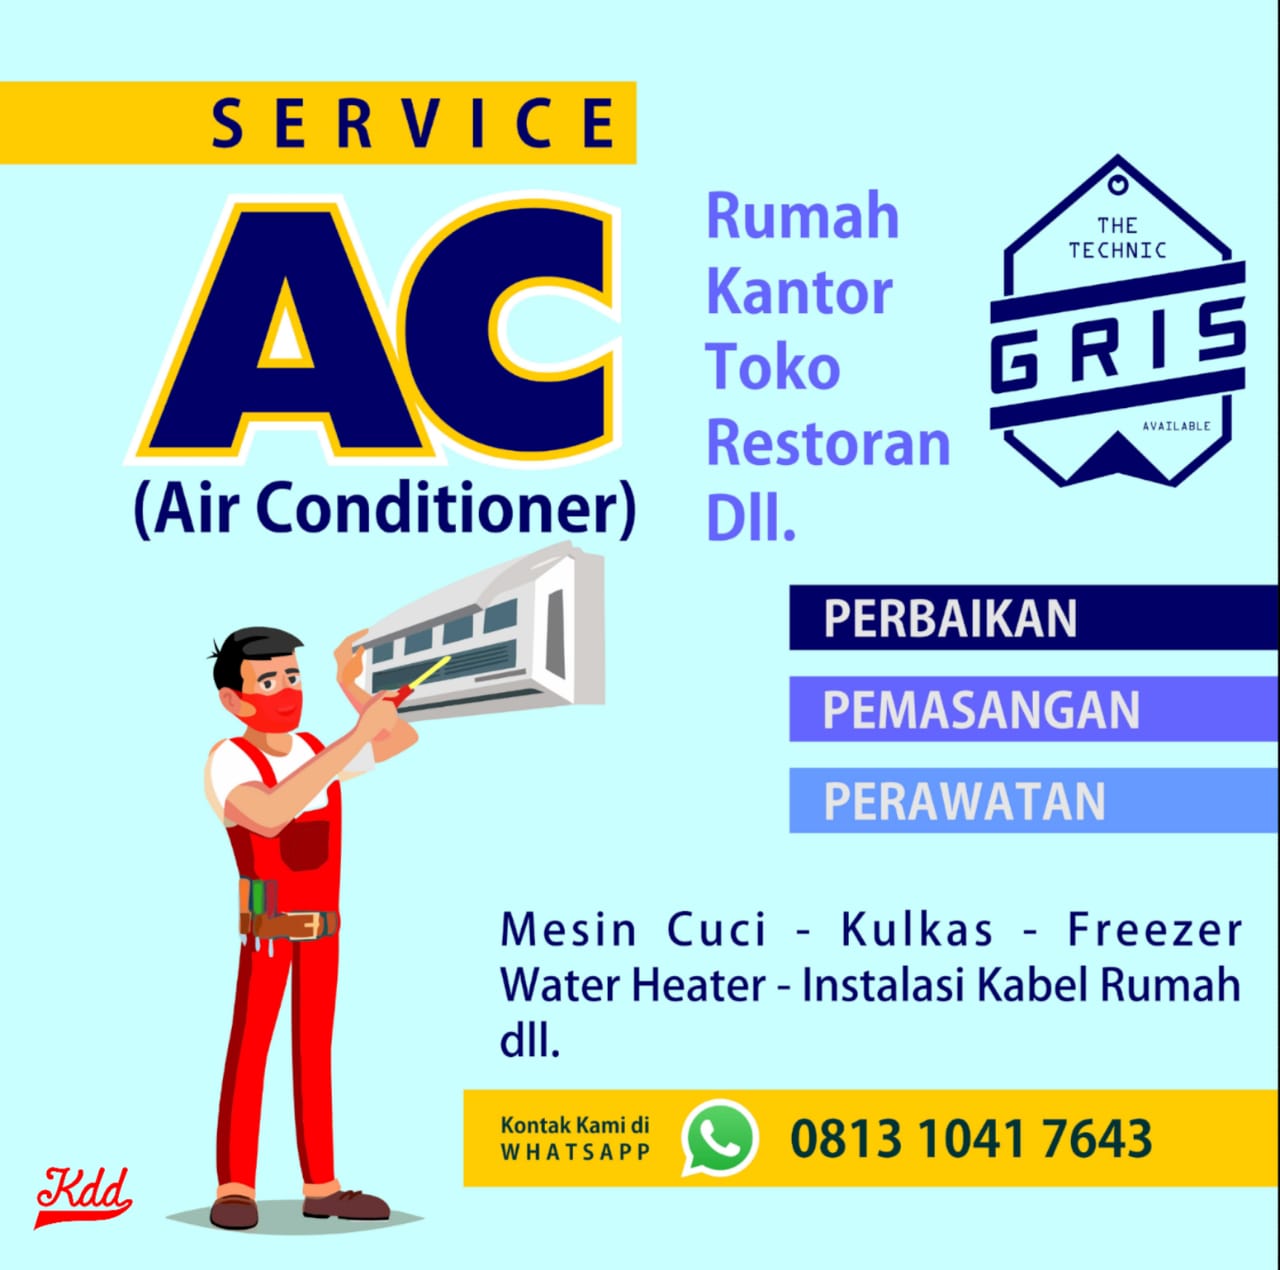 SERVICE
AC
(Air Conditioner)
Rumah
Kantor
Toko
Restoran
Dll.
THE
TECHNIC
GRIS
AVAILABLE
PERBAIKAN
PEMASANGAN
PERAWATAN
Mesin Cuci - Kulkas - Freezer
Water Heater - Instalasi Kabel Rumah
dll.
Kontak Kami di
WHATSAPP
0813 1041 7643
Kdd